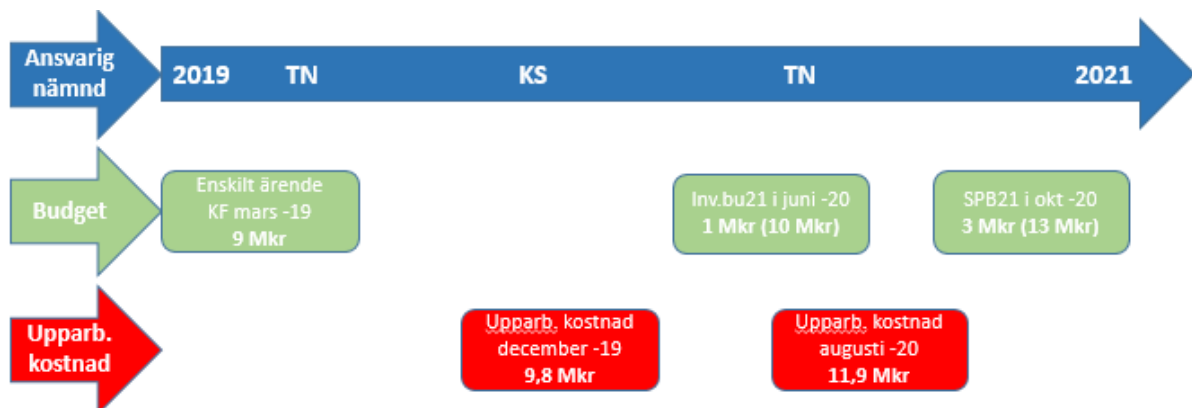 Ansvarig
nämnd
2019 TN KS TN 2021
Budget
Enskilt ärende
KF mars -19
9 Mkr
Inv.bu21 i juni -20
1 Mkr (10 Mkr)
SPB21 i okt -20
3 Mkr (13 Mkr)
Upparb.
kostnad
Upparb. kostnad
december -19
9,8 Mkr
Upparb. kostnad
augusti -20
11,9 Mkr